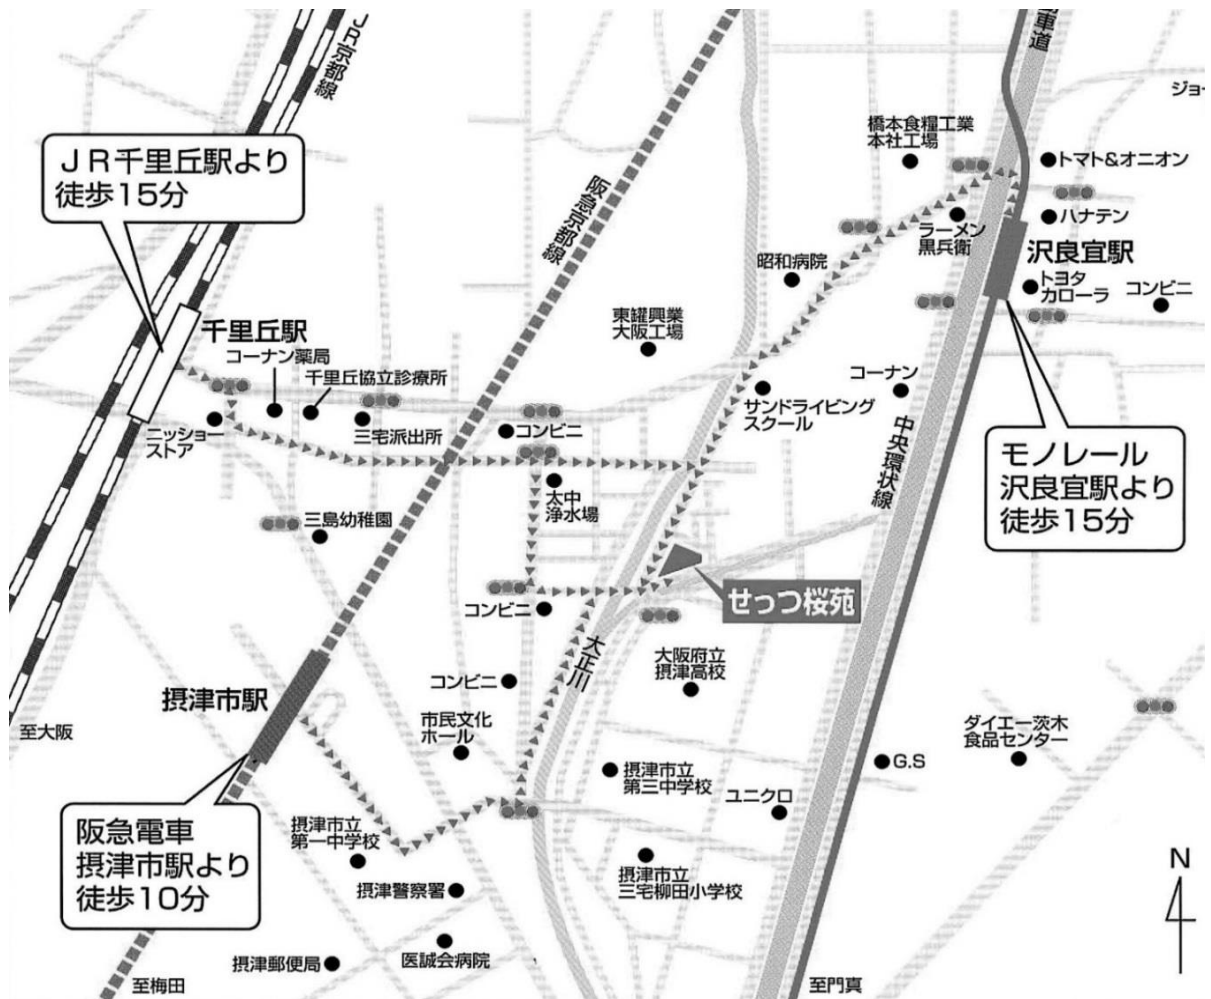 JR京都線
動車道
ジョー
橋本食糧工業
本社工場
トマト&オニオン
JR千里丘駅より
徒歩15分
阪急京都線
ラーメン
黒兵衛
ハナテン
沢良宜駅
昭和病院
トヨタ
カローラ
コンビニ
千里丘駅
東罐興業
大阪工場
コーナン薬局
千里丘協立診療所
コーナン
サンドライビング
スクール
ニッショー
ストア
三宅派出所
コンビニ
中央環状線
モノレール
沢良宜駅より
徒歩15分
太中
浄水場
三島幼稚園
せっつ桜苑
コンビニ
大正川
大阪府立
摂津高校
摂津市駅
コンビニ
至大阪
市民文化
ホール
ダイエー茨木
食品センター
摂津市立
第三中学校
G.S
ユニクロ
阪急電車
摂津市駅より
徒歩10分
摂津市立
第一中学校
摂津市立
三宅柳田小学校
摂津警察署
N
医誠会病院
摂津郵便局
至梅田
至門真